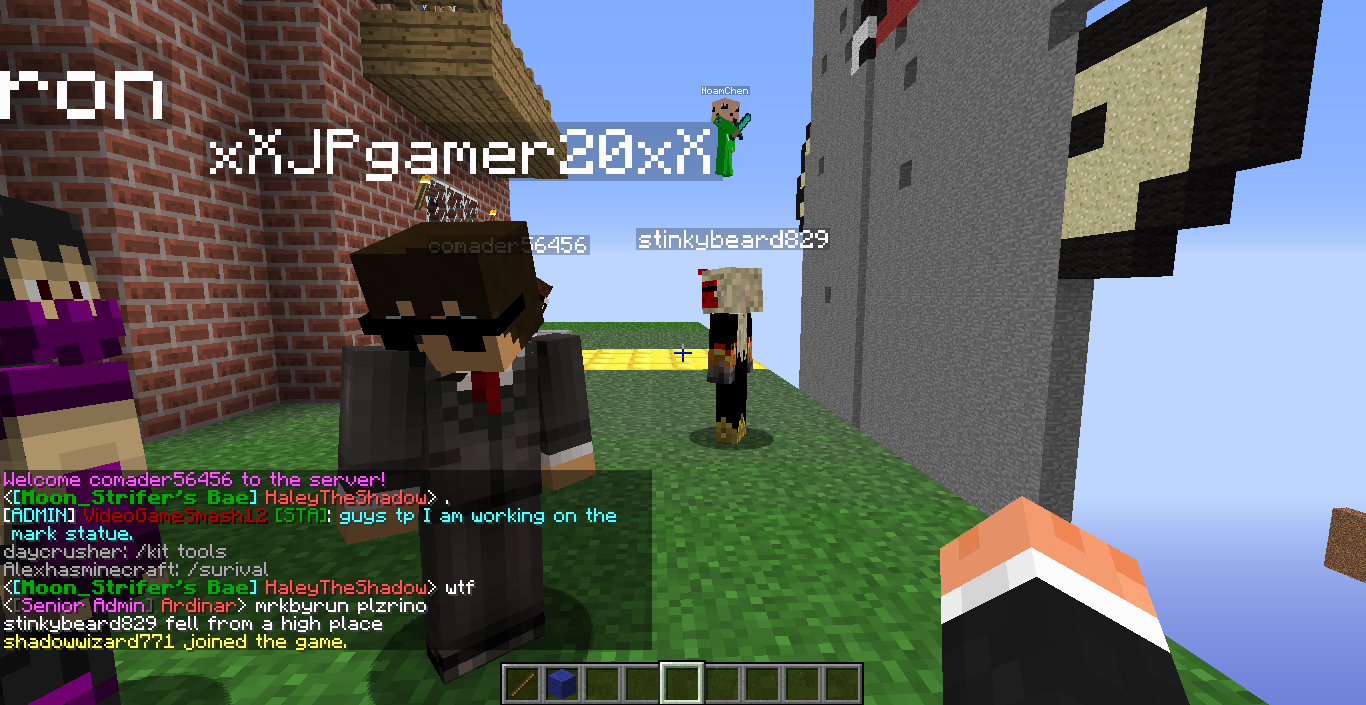 NoamChen
ron
xXJPgamer20xX
comader56456
stinkybeard829
Welcome comader56456 to the server!
<[Moon_Strifer's Bae] HaleyTheShadow> .
[ADMIN] VideoGameSmash12 [STA]: guys tp I am working on the
mark statue.
daycrusher: /kit tools
Alexhasminecraft: /surival
<[Moon_Strifer's Bae] HaleyTheShadow> wtf
<[Senior Admin] Ardinar> mrkbyrun plzrino
stinkybeard829 fell from a high place
shadowwizard771 joined the game.